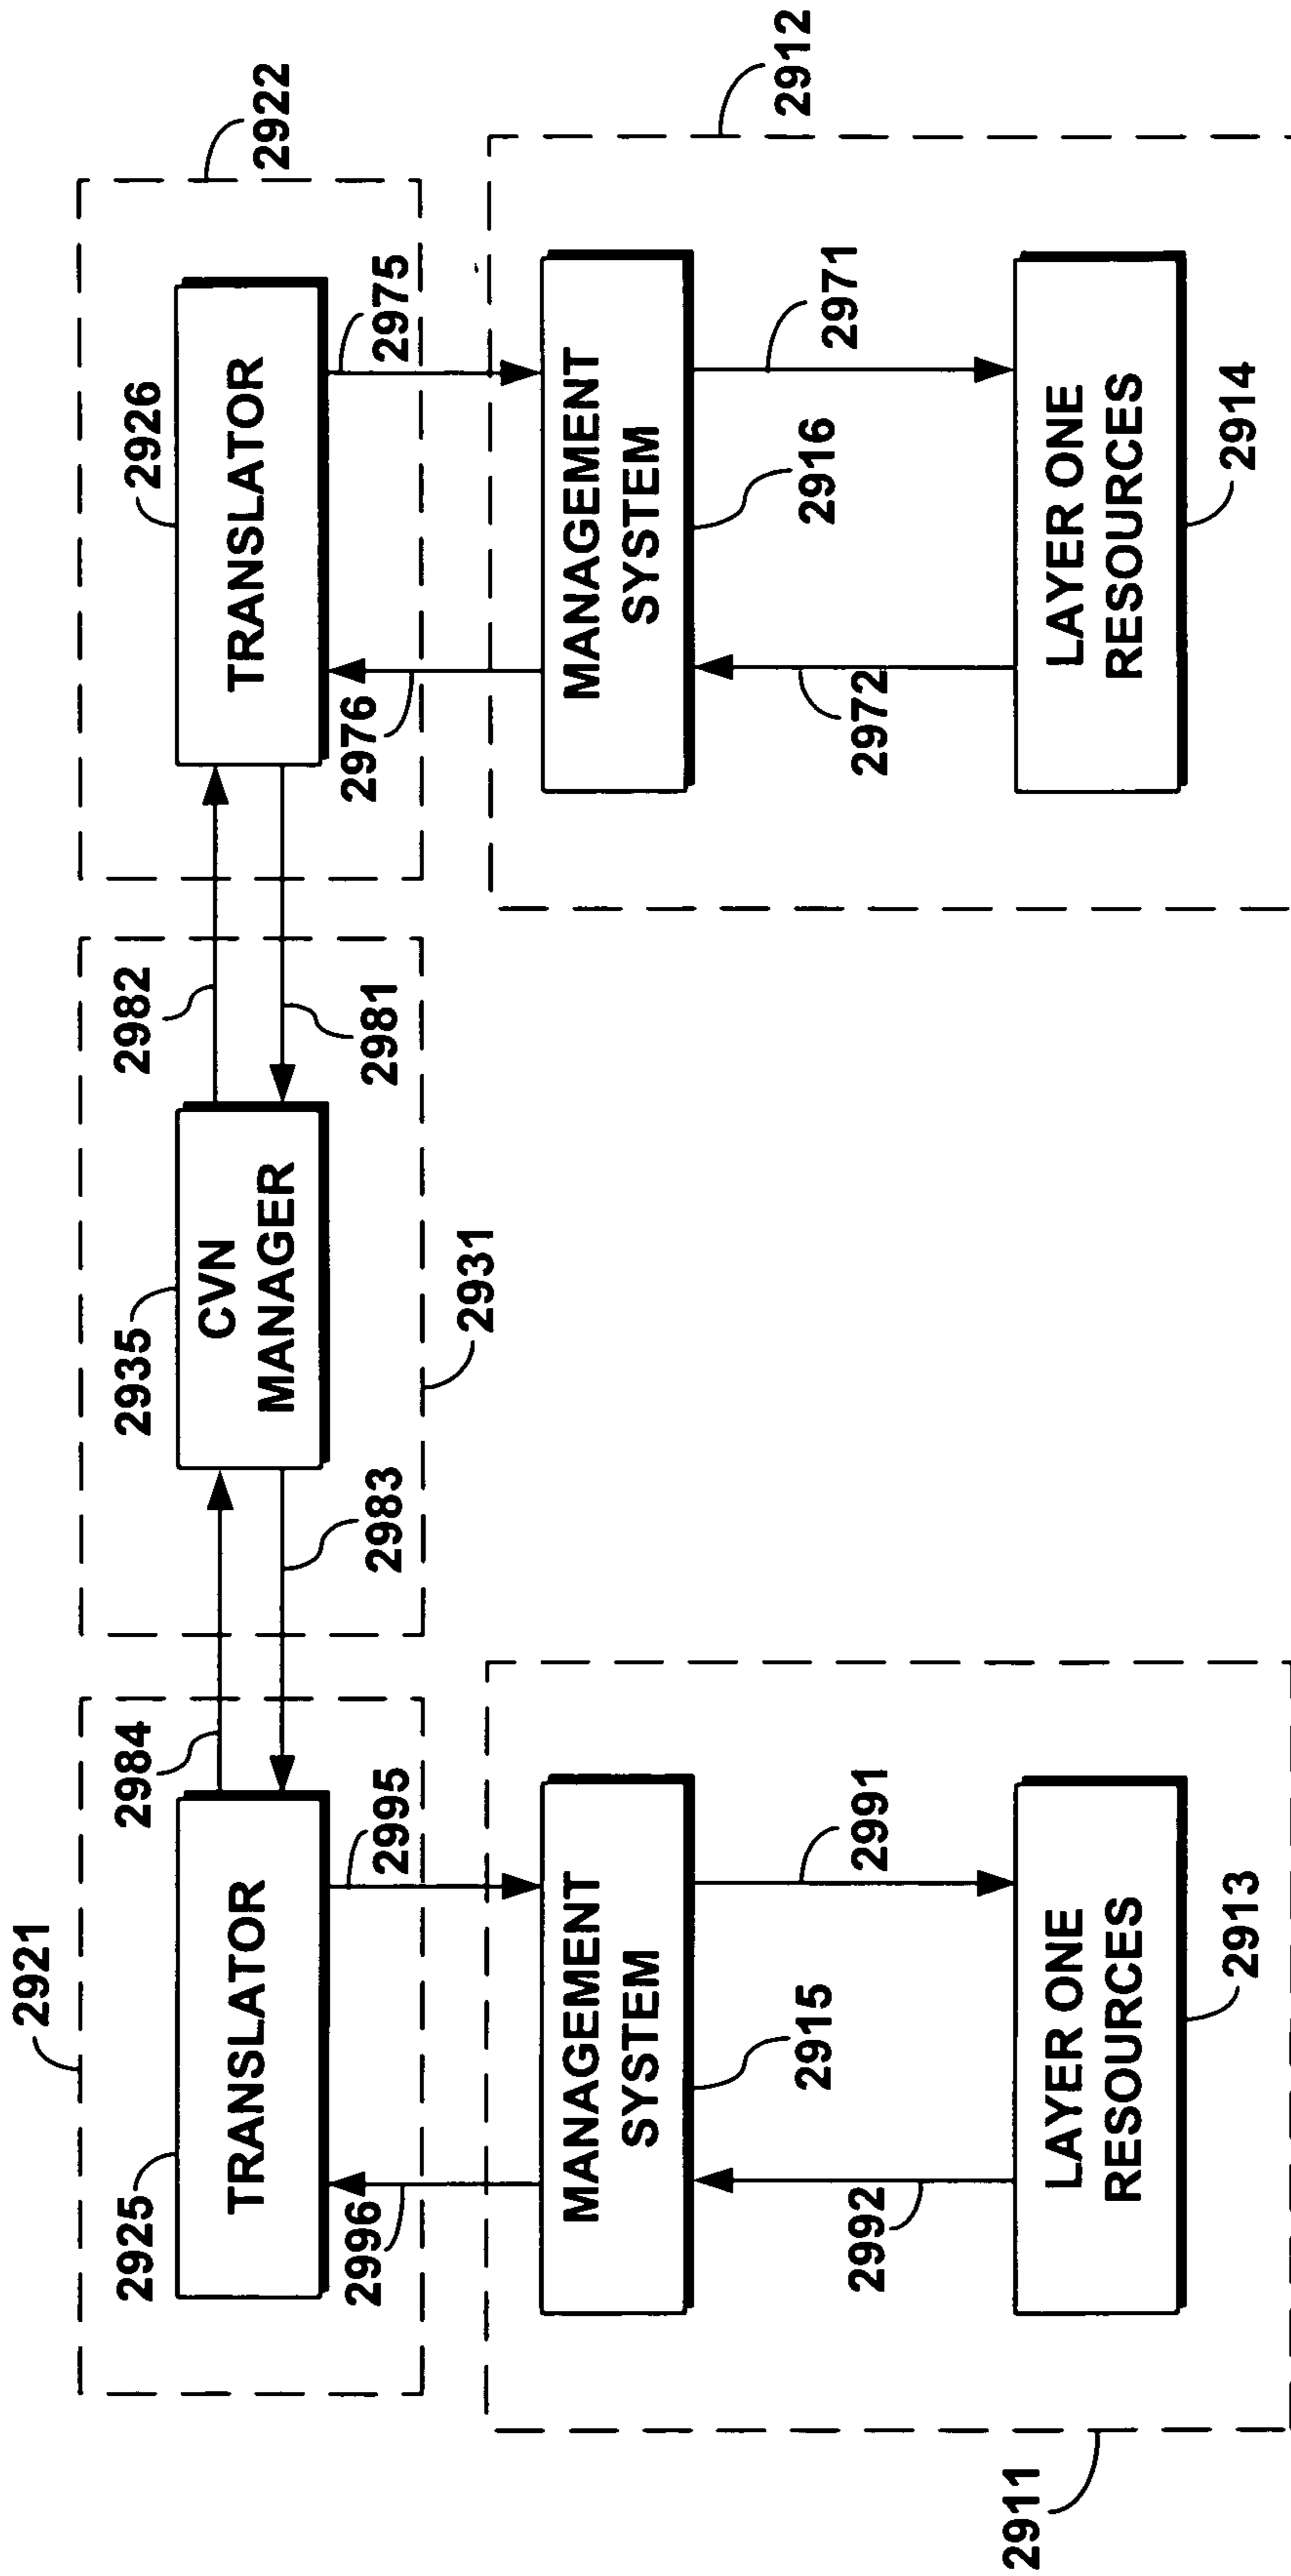 2921
2922
2925
2984
2935
2982
2926
TRANSLATOR
CVN
MANAGER
TRANSLATOR
2996
2995
2983
2981
2976
2975
2931
2912
MANAGEMENT
SYSTEM
MANAGEMENT
SYSTEM
2915
2916
2992
2991
2972
2971
LAYER ONE
RESOURCES
LAYER ONE
RESOURCES
2911
2913
2914